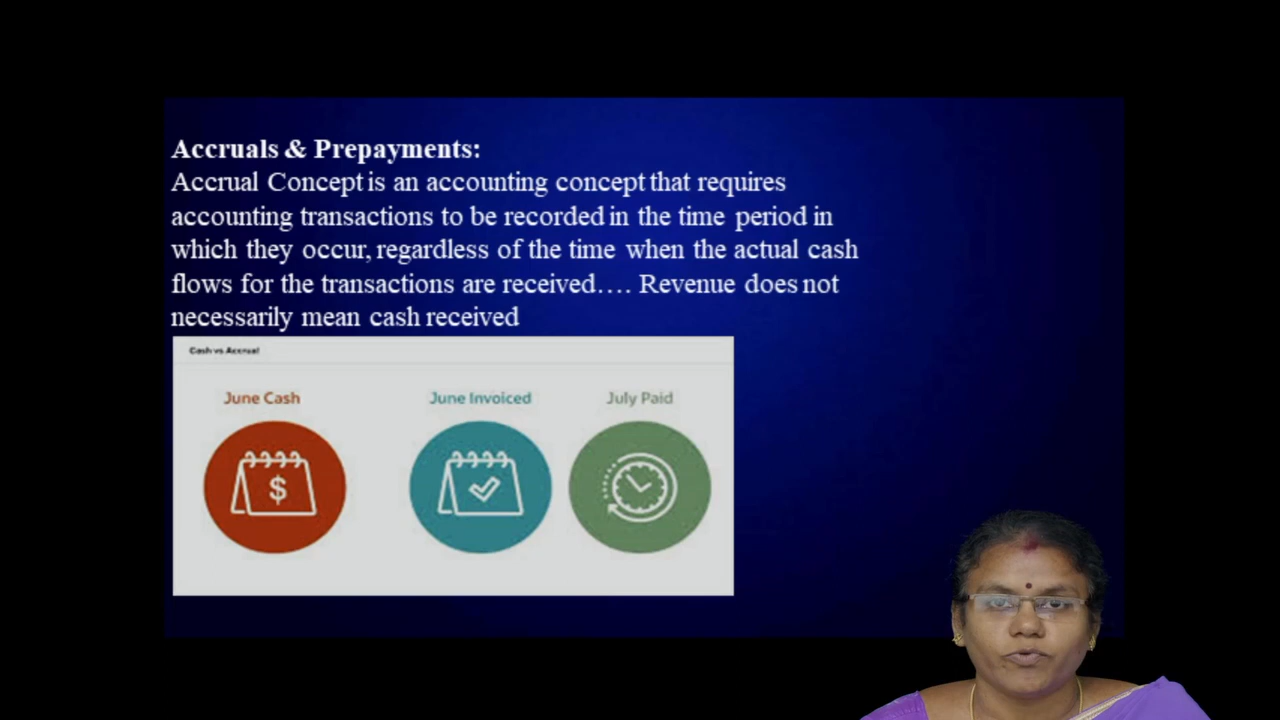 Accruals & Prepayments:
Accrual Concept is an accounting concept that requires
accounting transactions to be recorded in the time period in
which they occur, regardless of the time when the actual cash
flows for the transactions are received…. Revenue does not
necessarily mean cash received
Cash vs Accrual
June Cash
June Invoiced
July Paid
$